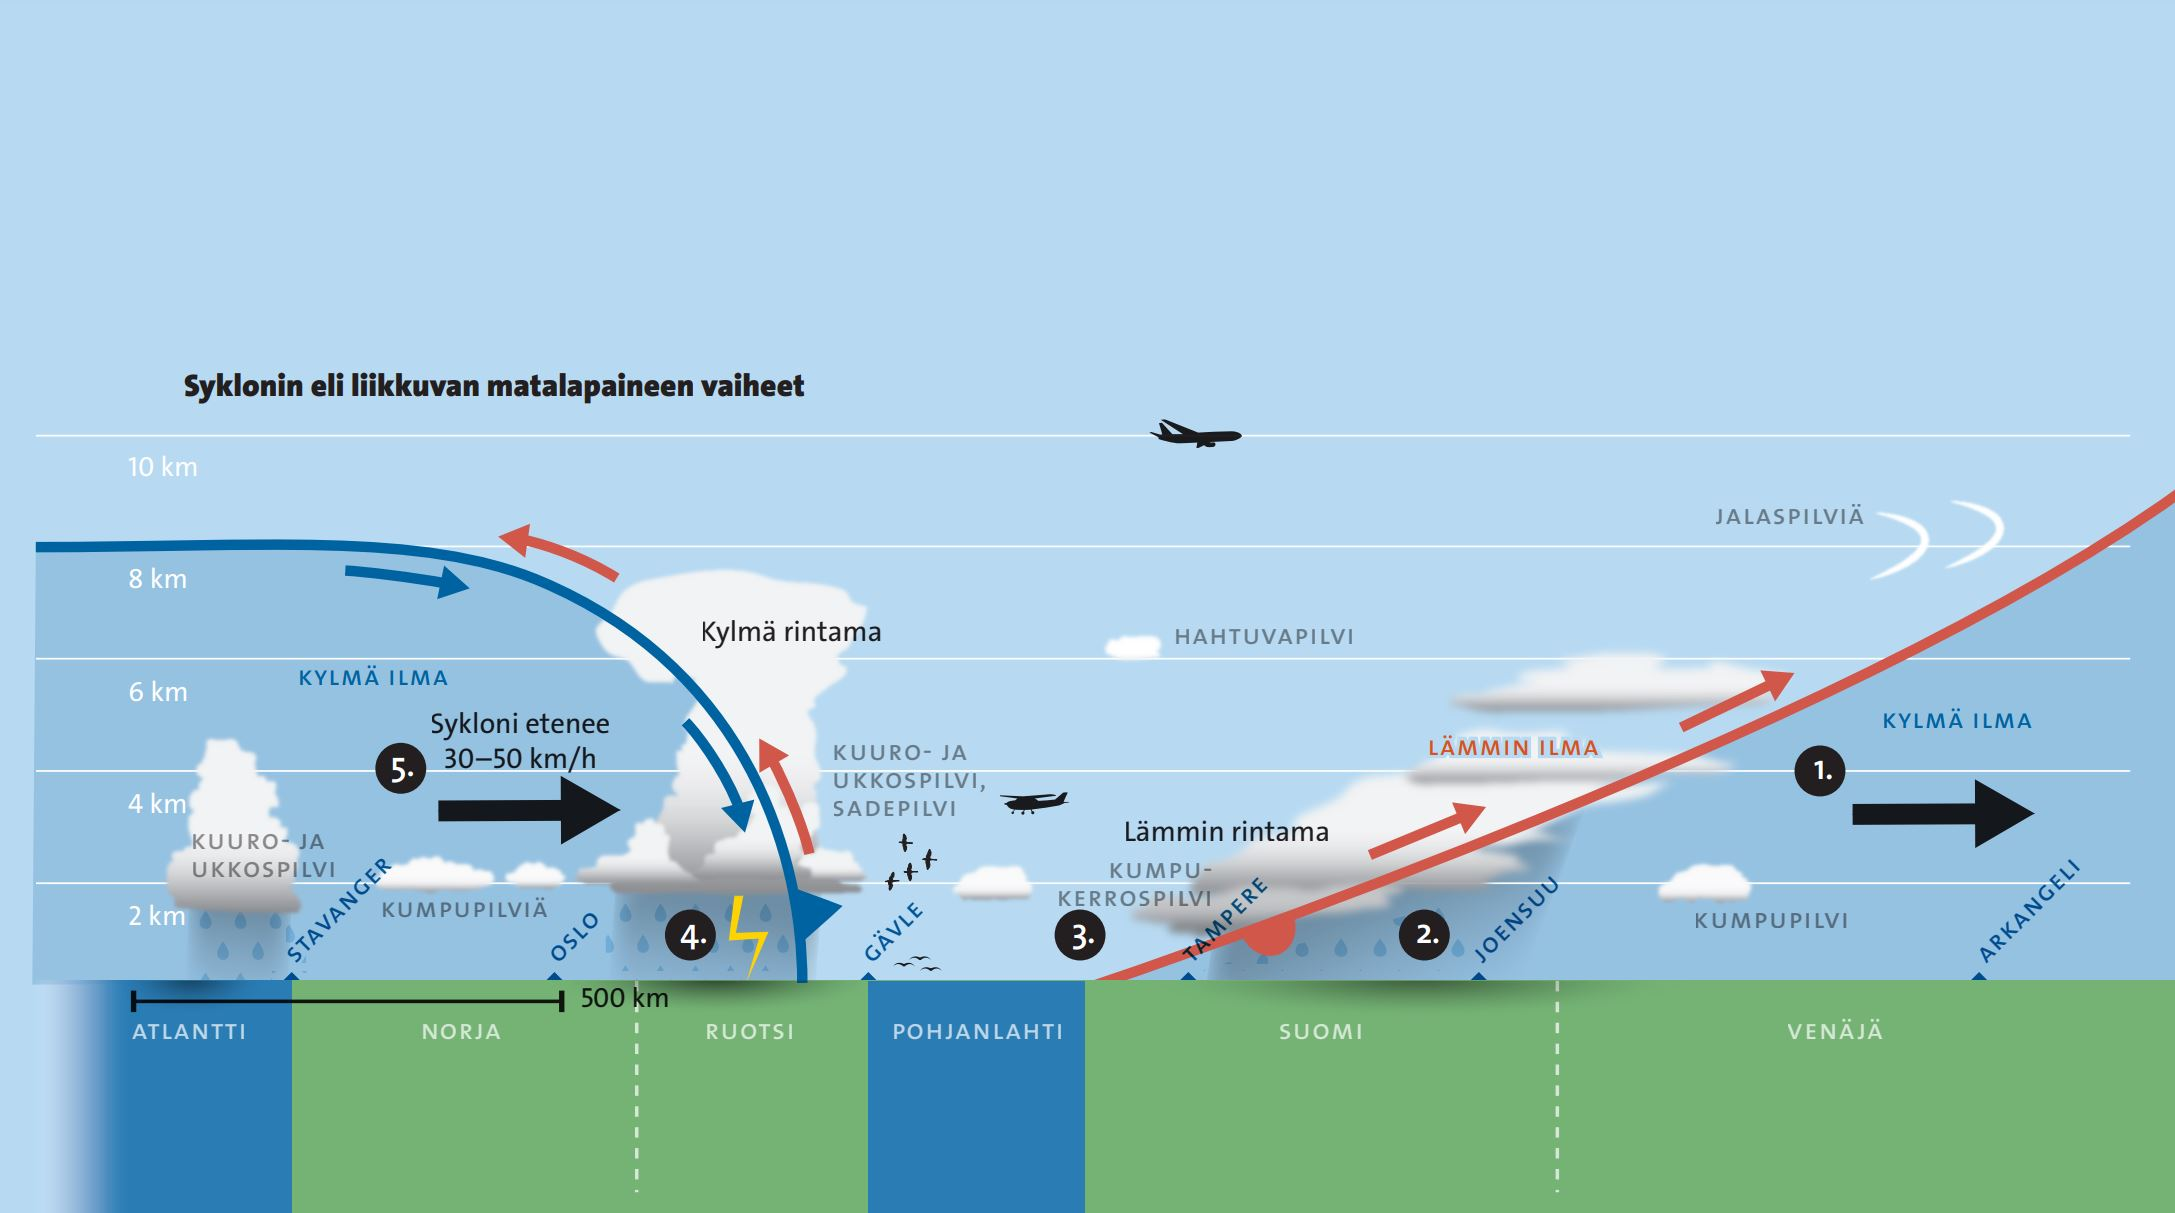 Syklonin eli liikkuvan matalapaineen vaiheet
10 km
JALASPILVIÄ
8 km
Kylmä rintama
HAHTUVAPILVI
KYLMÄ ILMA
6 km
Sykloni etenee
30–50 km/h
5.
KUURO- JA
UKKOSPILVI,
SADEPILVI
LÄMMIN ILMA
KYLMÄ ILMA
1.
4 km
KUURO- JA
UKKOSPILVI
Lämmin rintama
KUMPU-
KERROSPILVI
2 km
STAVANGER
KUMPUPILVIÄ
OSLO
4.
GÄVLE
3.
TAMPERE
2.
JOENSUU
KUMPUPILVI
ARKANGELI
500 km
ATLANTTI
NORJA
RUOTSI
POHJANLAHTI
SUOMI
VENÄJÄ